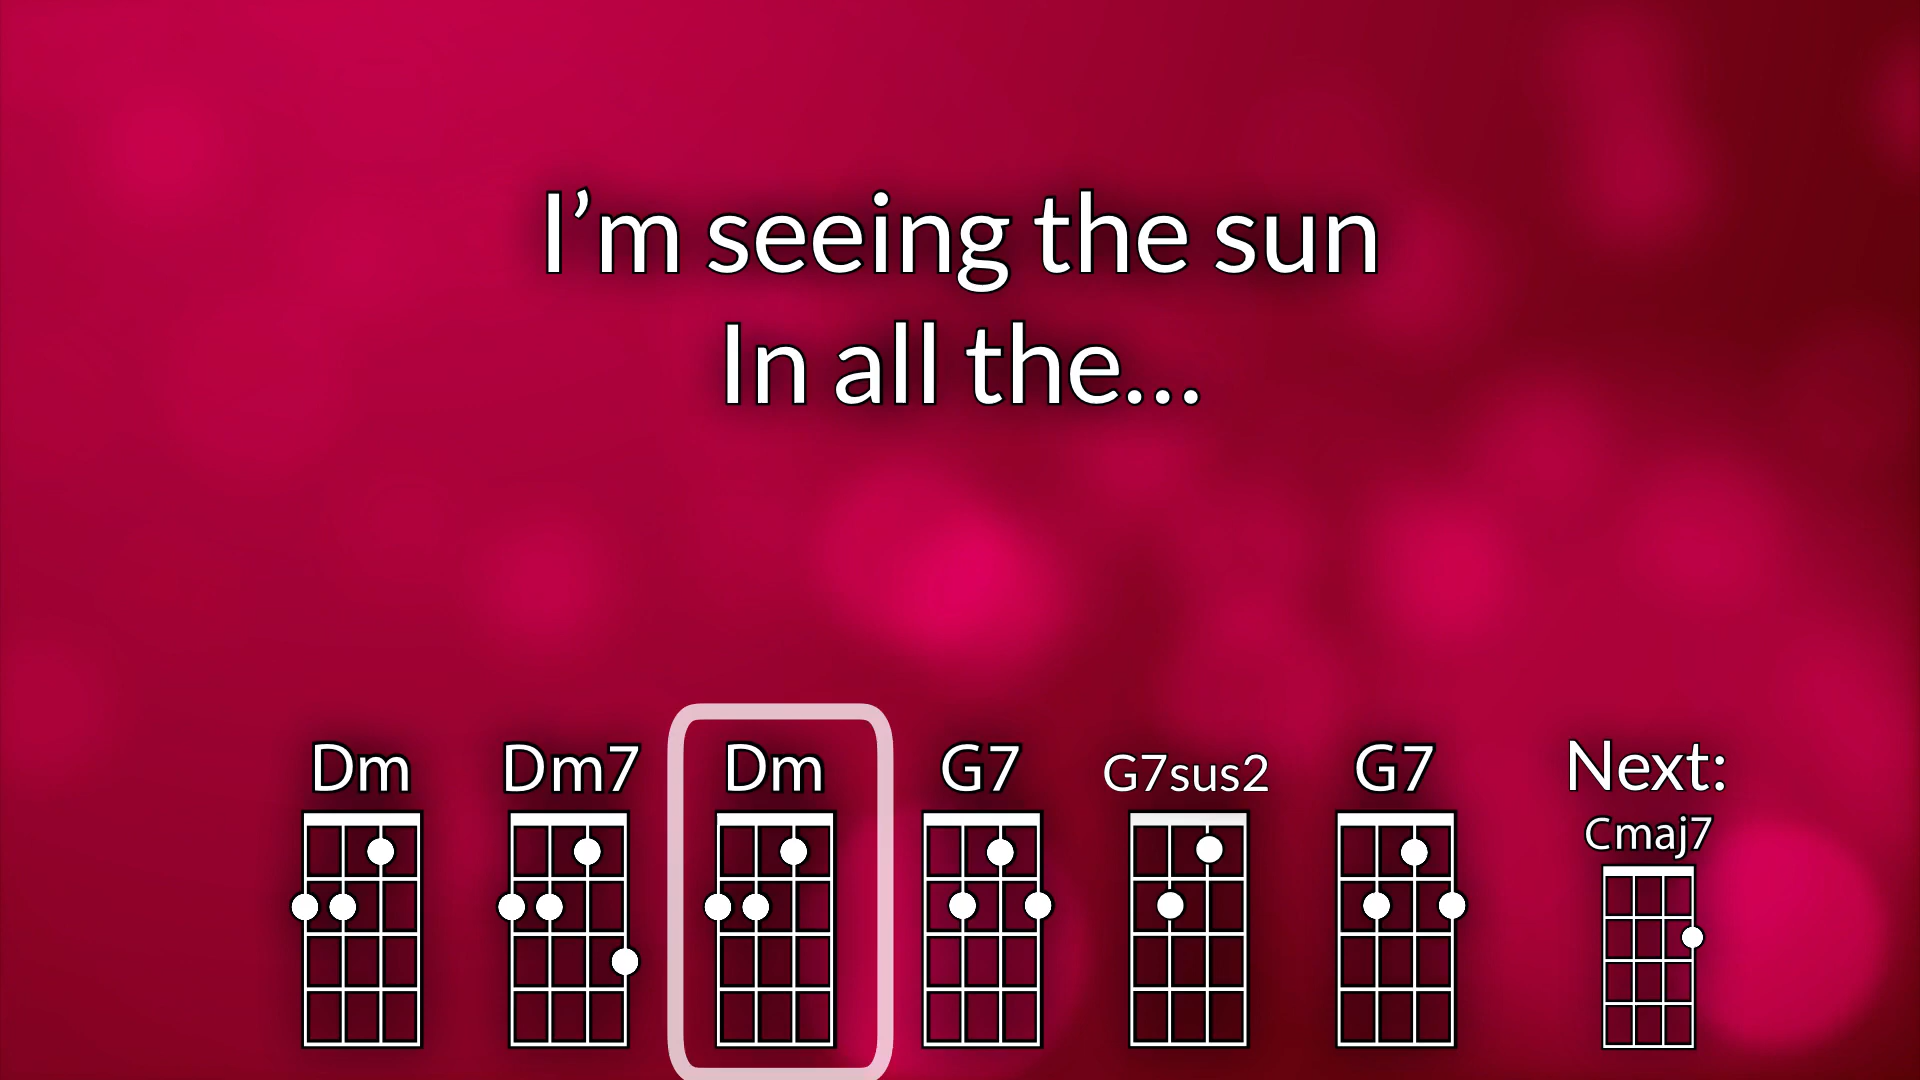 I’m seeing the sun
In all the...
Dm Dm7 Dm G7 G7sus2 G7 Next:
Cmaj7